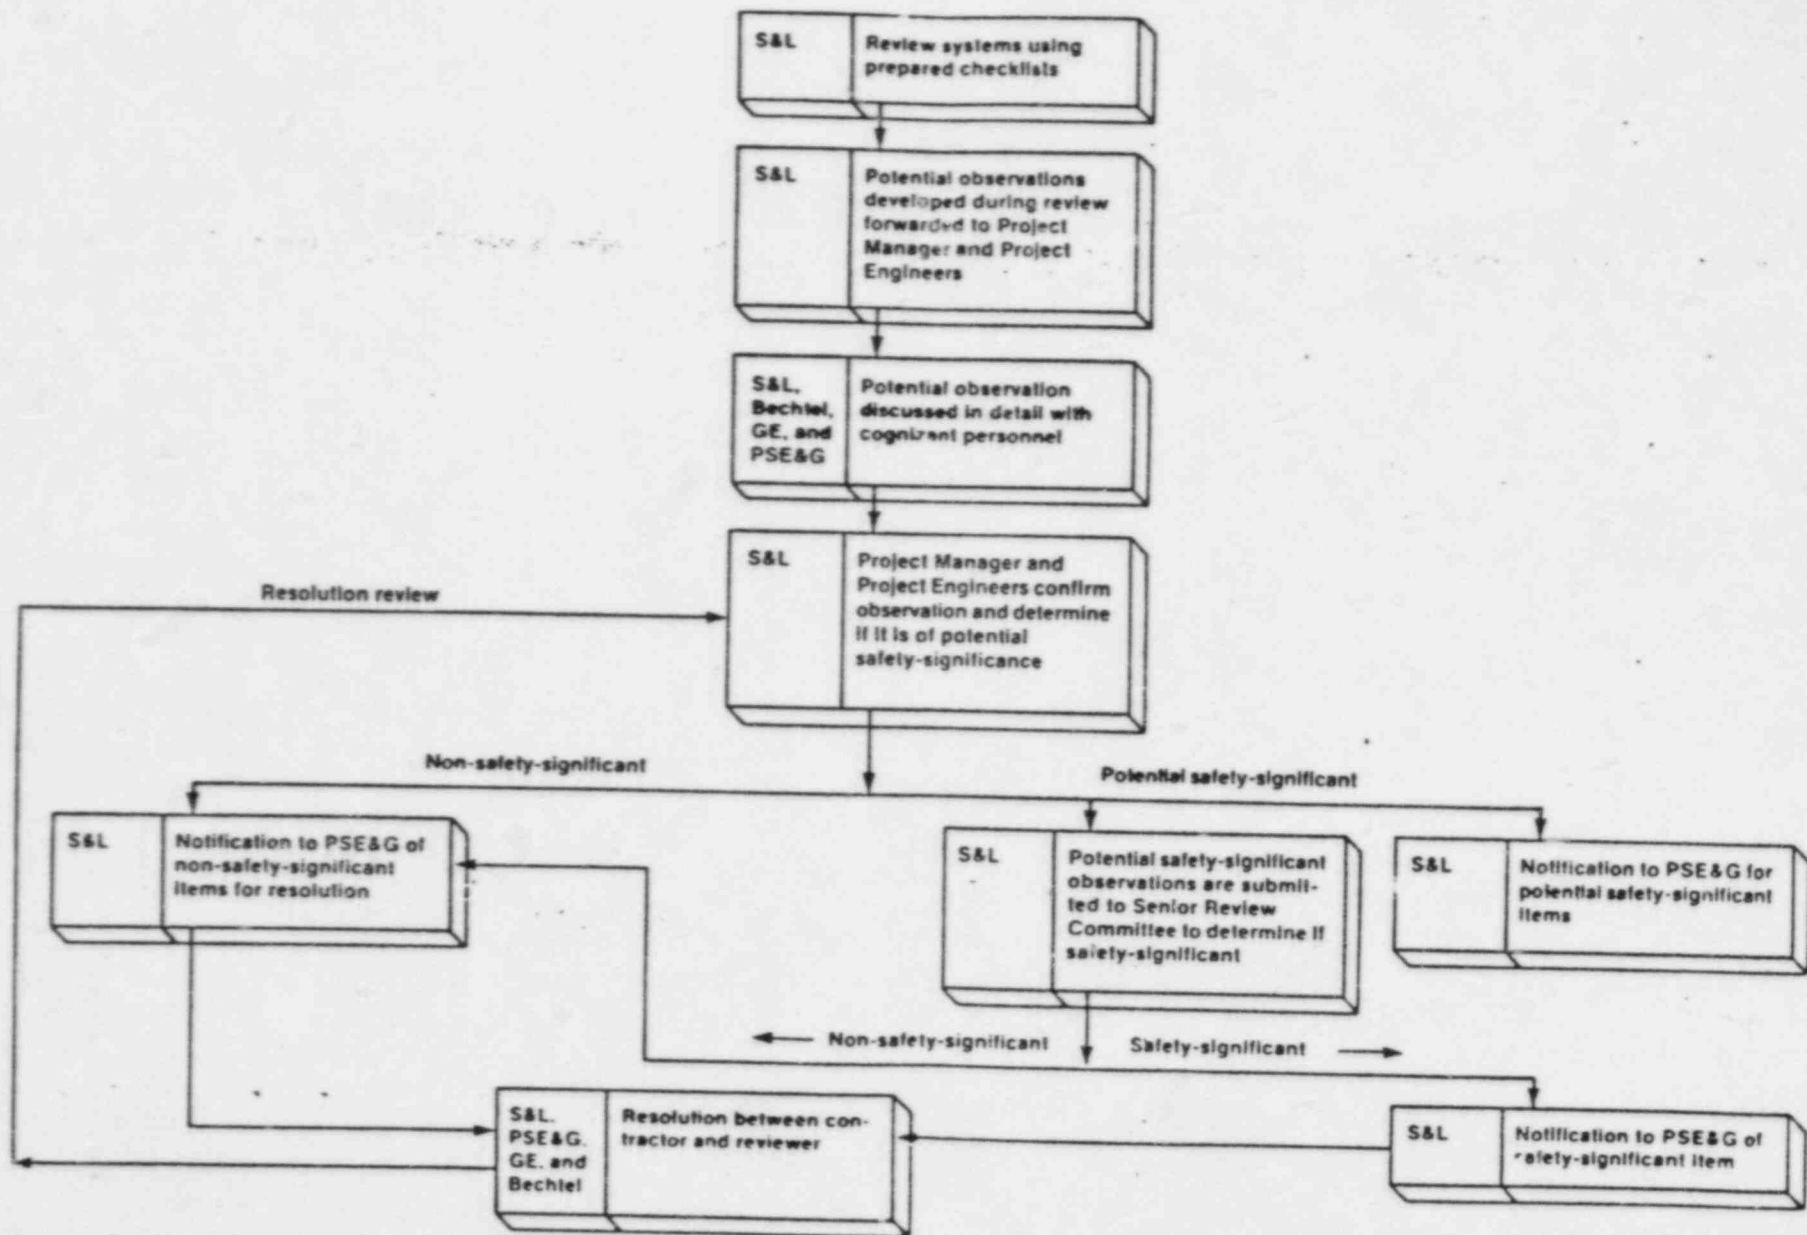 S&L
Review systems using
prepared checklists
S&L
Potential observations
developed during review
forwarded to Project
Manager and Project
Engineers
S&L,
Bechtel,
GE, and
PSE&G
Potential observation
discussed in detail with
cognizant personnel
S&L
Project Manager and
Project Engineers confirm
observation and determine
if it is of potential
safety-significance
Resolution review
Non-safety-significant
Potential safety-significant
S&L
Notification to PSE&G of
non-safety-significant
items for resolution
S&L
Potential safety-significant
observations are submit-
ted to Senior Review
Committee to determine if
safety-significant
S&L
Notification to PSE&G for
potential safety-significant
items
Non-safety-significant
Safety-significant
S&L,
PSE&G,
GE, and
Bechtel
Resolution between con-
tractor and reviewer
S&L
Notification to PSE&G of
safety-significant item